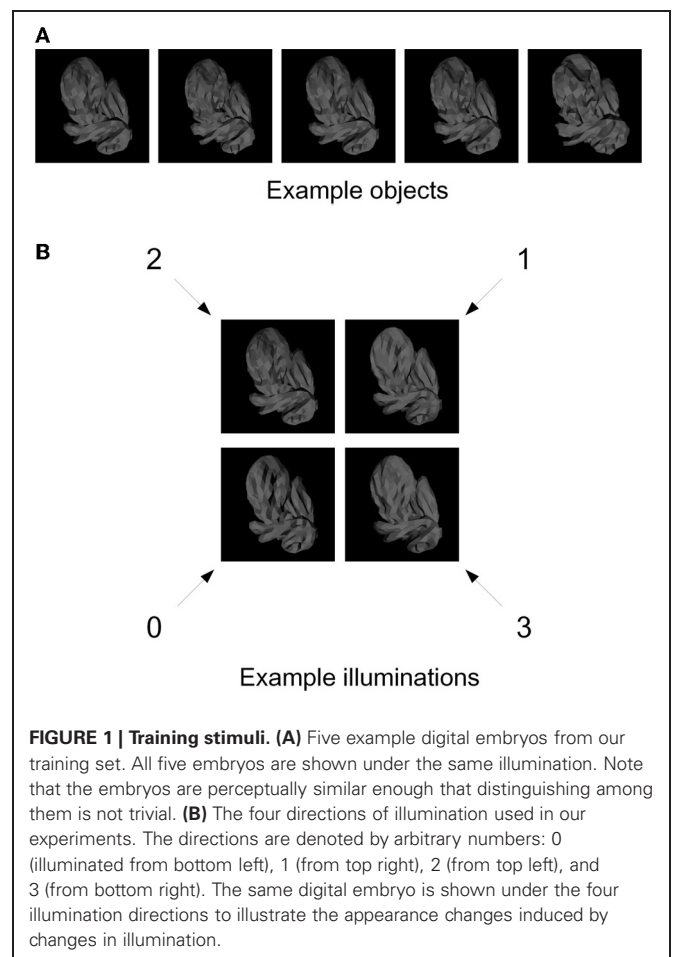 A
Example objects
B
2 1
0 3
Example illuminations
FIGURE 1 | Training stimuli. (A) Five example digital embryos from our
training set. All five embryos are shown under the same illumination. Note
that the embryos are perceptually similar enough that distinguishing among
them is not trivial. (B) The four directions of illumination used in our
experiments. The directions are denoted by arbitrary numbers: 0
(illuminated from bottom left), 1 (from top right), 2 (from top left), and
3 (from bottom right). The same digital embryo is shown under the four
illumination directions to illustrate the appearance changes induced by
changes in illumination.